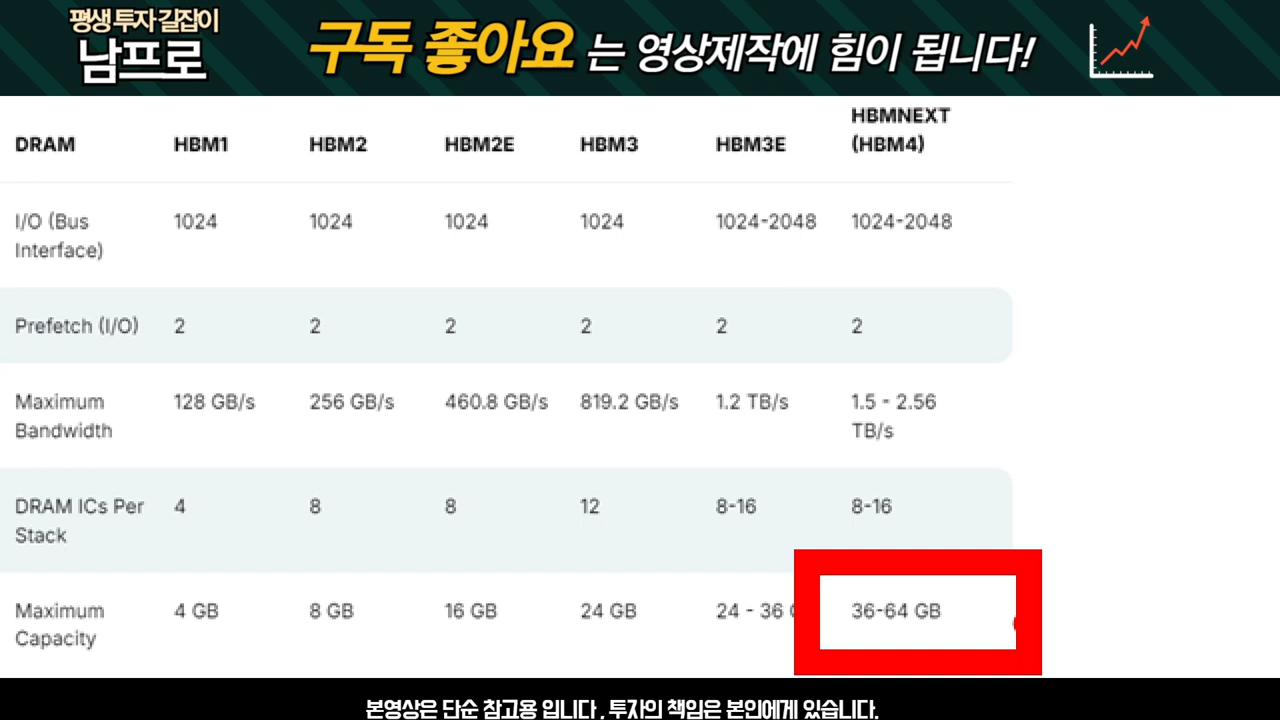 평생 투자 길잡이
남프로
구독 좋아요 는 영상제작에 힘이 됩니다!
DRAM HBM1 HBM2 HBM2E HBM3 HBM3E HBMNEXT
(HBM4)
I/O (Bus
Interface) 1024 1024 1024 1024 1024-2048 1024-2048
Prefetch (I/O) 2 2 2 2 2 2
Maximum
Bandwidth 128 GB/s 256 GB/s 460.8 GB/s 819.2 GB/s 1.2 TB/s 1.5 - 2.56
TB/s
DRAM ICs Per
Stack 4 8 8 12 8-16 8-16
Maximum
Capacity 4 GB 8 GB 16 GB 24 GB 24 - 36 36-64 GB
본영상은 단순 참고용 입니다 , 투자의 책임은 본인에게 있습니다.